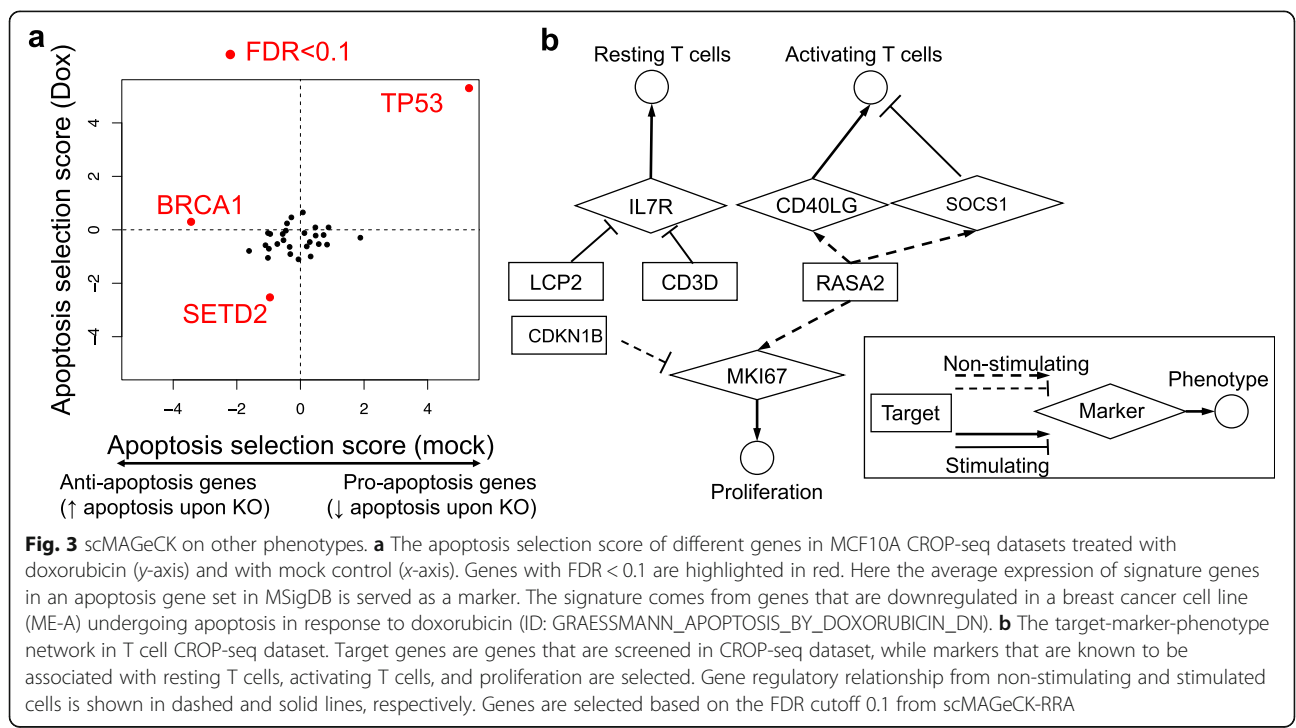 a
FDR<0.1
TP53
BRCA1
SETD2
Apoptosis selection score (Dox)
4
2
0
−2
−4
−4 −2 0 2 4
Apoptosis selection score (mock)
Anti-apoptosis genes Pro-apoptosis genes
(↑ apoptosis upon KO) (↓ apoptosis upon KO)
b
Resting T cells Activating T cells
IL7R CD40LG SOCS1
LCP2 CD3D RASA2
CDKN1B
MKI67
Proliferation
Non-stimulating
Phenotype
Target Marker
Stimulating
Fig. 3 scMAGeCK on other phenotypes. a The apoptosis selection score of different genes in MCF10A CROP-seq datasets treated with
doxorubicin (y-axis) and with mock control (x-axis). Genes with FDR < 0.1 are highlighted in red. Here the average expression of signature genes
in an apoptosis gene set in MSigDB is served as a marker. The signature comes from genes that are downregulated in a breast cancer cell line
(ME-A) undergoing apoptosis in response to doxorubicin (ID: GRAESSMANN_APOPTOSIS_BY_DOXORUBICIN_DN). b The target-marker-phenotype
network in T cell CROP-seq dataset. Target genes are genes that are screened in CROP-seq dataset, while markers that are known to be
associated with resting T cells, activating T cells, and proliferation are selected. Gene regulatory relationship from non-stimulating and stimulated
cells is shown in dashed and solid lines, respectively. Genes are selected based on the FDR cutoff 0.1 from scMAGeCK-RRA